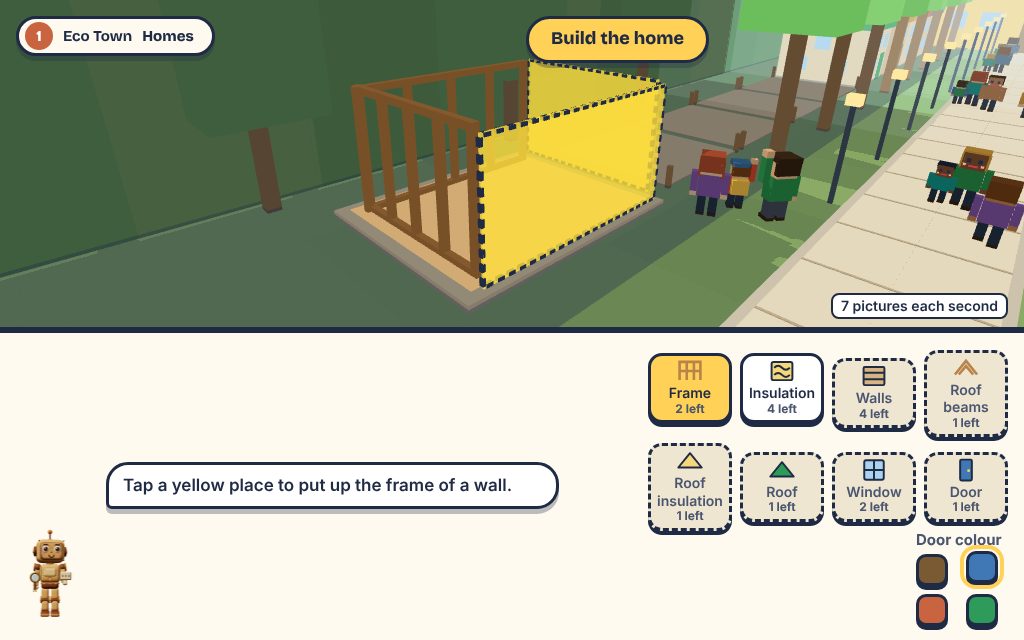 1 Eco Town Homes
Build the home
7 pictures each second
Frame
2 left
Insulation
4 left
Walls
4 left
Roof
beams
1 left
Roof
insulation
1 left
Roof
1 left
Window
2 left
Door
1 left
Tap a yellow place to put up the frame of a wall.
Door colour